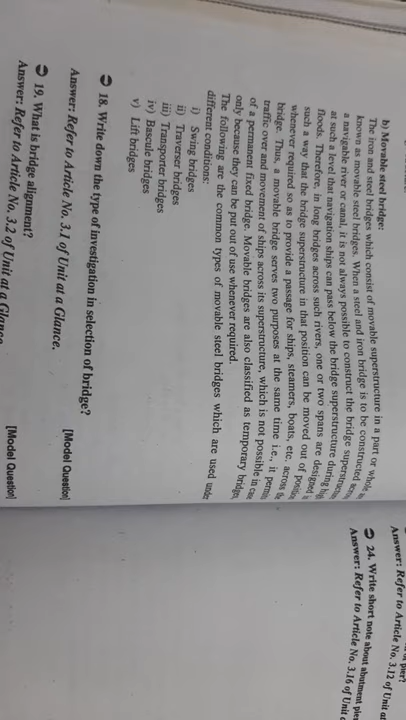 b) Movable steel bridge:
The iron and steel bridges which consist of movable superstructure in a part or whole
known as movable steel bridges. When a steel and iron bridge is to be constructed
a navigable river or canal, it is not always possible to construct the bridge
at such a level that navigation ships can pass below the bridge superstructure during
floods. Therefore, in long bridges across such rivers, one or two spans are designed
such a way that the bridge superstructure in that position can be moved out of
whenever required so as to provide a passage for ships, steamers, boats, etc. across
bridge. Thus, a movable bridge serves two purposes at the same time i.e., it
traffic over and movement of ships across its superstructure, which is not possible in
of a permanent fixed bridge. Movable bridges are also classified as temporary
only because they can be put out of use whenever required.
The following are the common types of movable steel bridges which are used under
different conditions:
i) Swing bridges
ii) Traverser bridges
iii) Transporter bridges
iv) Bascule bridges
v) Lift bridges
18. Write down the type of investigation in selection of bridge?
[Model Question]
Answer: Refer to Article No. 3.1 of Unit at a Glance.
19. What is bridge alignment?
[Model Question]
Answer: Refer to Article No. 3.2 of Unit at a Glance.
pier?
Answer: Refer to Article No. 3.12 of Unit at
24. Write short note about abutment
Answer: Refer to Article No. 3.16 of Unit